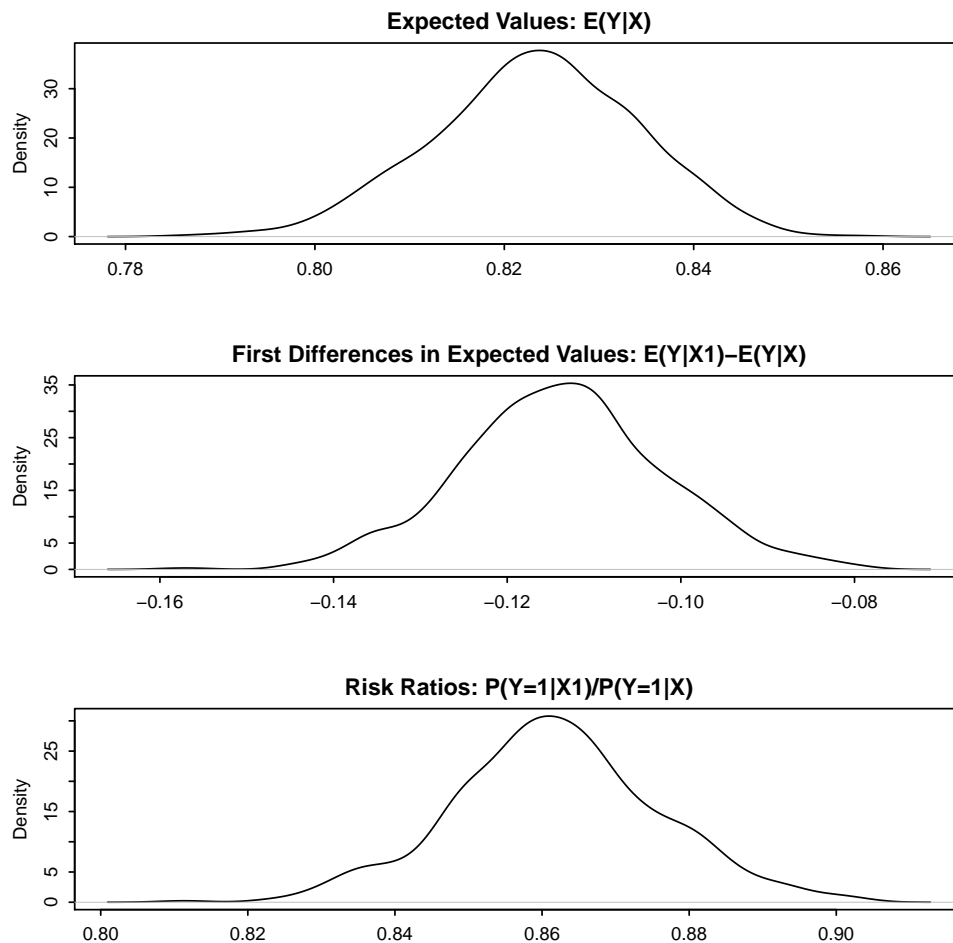 Expected Values: E(Y|X)
Density
0 10 20 30
0.78 0.80 0.82 0.84 0.86
First Differences in Expected Values: E(Y|X1)−E(Y|X)
Density
0 5 15 25 35
−0.16 −0.14 −0.12 −0.10 −0.08
Risk Ratios: P(Y=1|X1)/P(Y=1|X)
Density
0 5 15 25
0.80 0.82 0.84 0.86 0.88 0.90